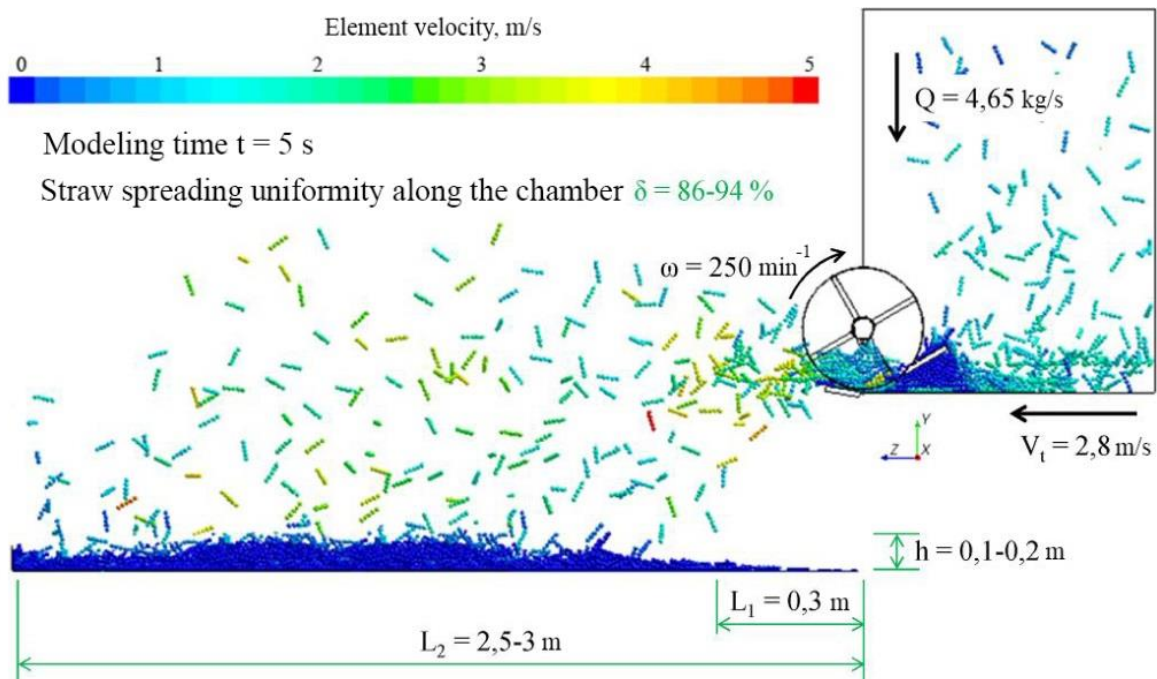 Element velocity, m/s
0 1 2 3 4 5
Modeling time t = 5 s
Straw spreading uniformity along the chamber δ = 86-94 %
Q = 4,65 kg/s
ω = 250 min⁻¹
Y
Z X
Vₜ = 2,8 m/s
h = 0,1-0,2 m
L₁ = 0,3 m
L₂ = 2,5-3 m